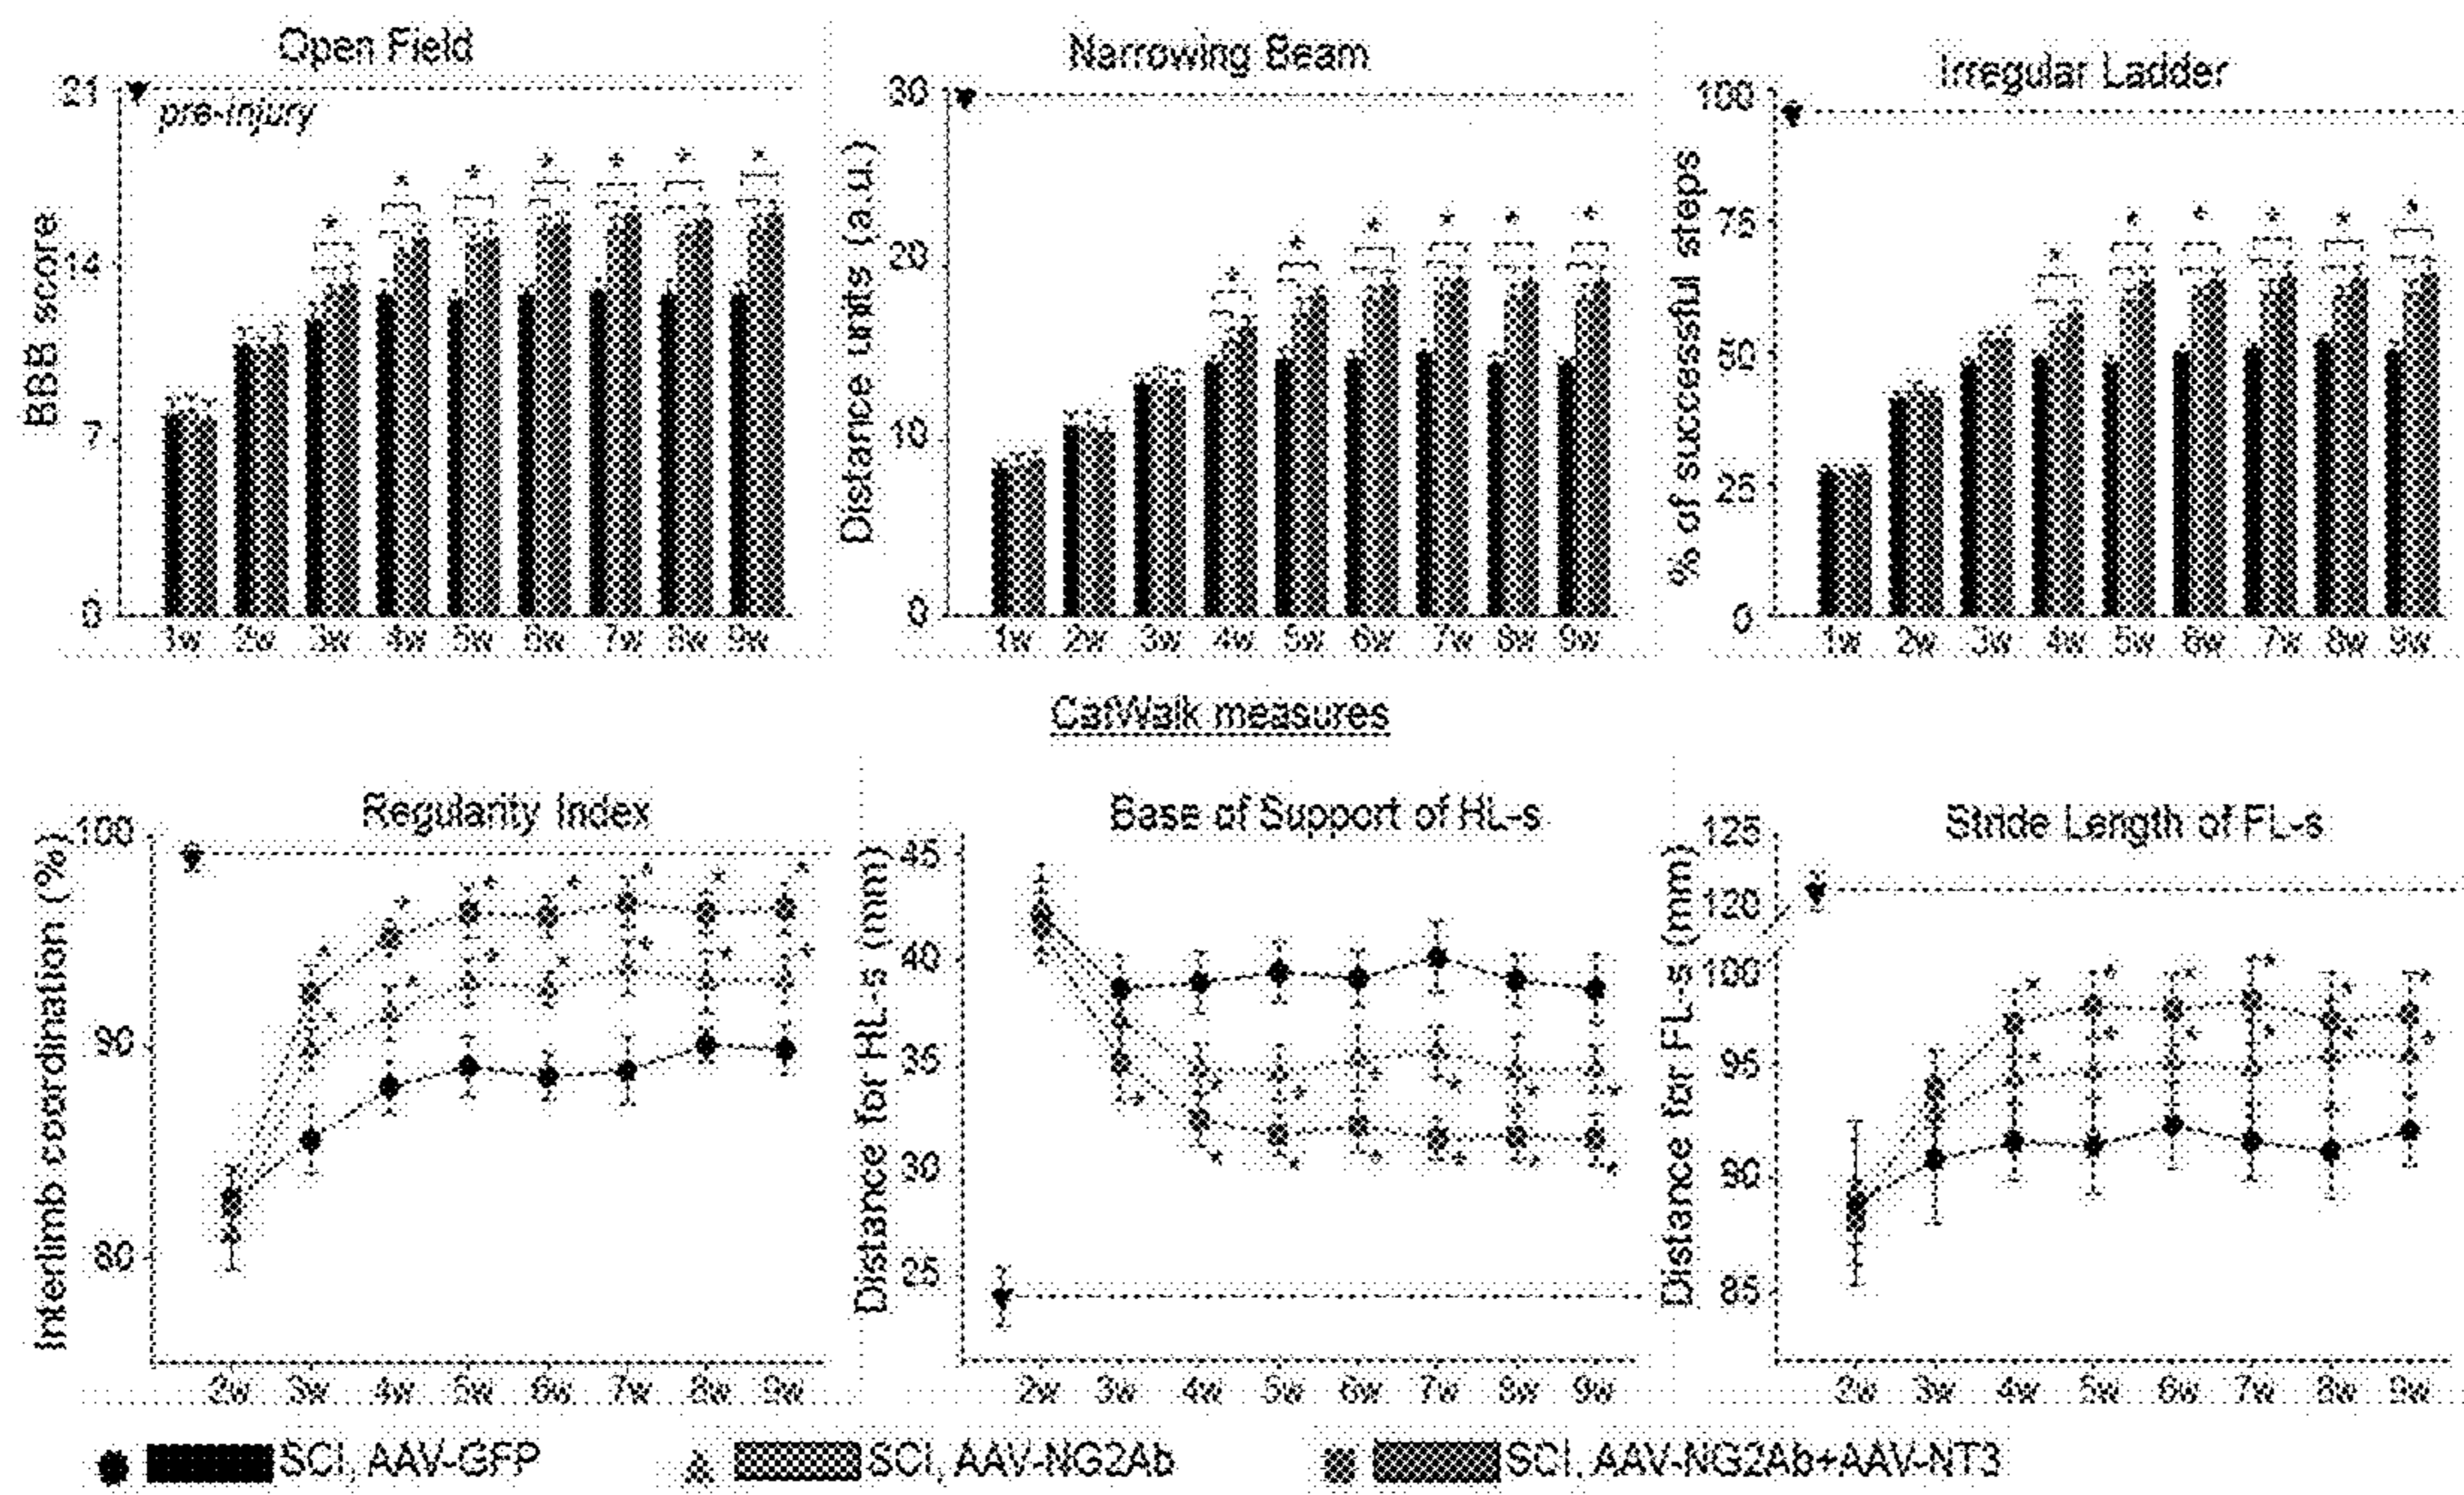 Open Field
Narrowing Beam
Irregular Ladder
21
pre-injury
14
7
0
BBB score
1w 2w 3w 4w 5w 6w 7w 8w 9w
30
20
10
0
Distance units (a.u.)
1w 2w 3w 4w 5w 6w 7w 8w 9w
100
75
50
25
0
% of successful steps
1w 2w 3w 4w 5w 6w 7w 8w 9w
CatWalk measures
Regularity Index
Base of Support of HL-s
Stride Length of FL-s
100
90
80
Interlimb coordination (%)
2w 3w 4w 5w 6w 7w 8w 9w
45
40
35
30
25
Distance for HL-s (mm)
2w 3w 4w 5w 6w 7w 8w 9w
125
120
100
95
90
85
Distance for FL-s (mm)
2w 3w 4w 5w 6w 7w 8w 9w
SCI, AAV-GFP
SCI, AAV-NG2Ab
SCI, AAV-NG2Ab+AAV-NT3